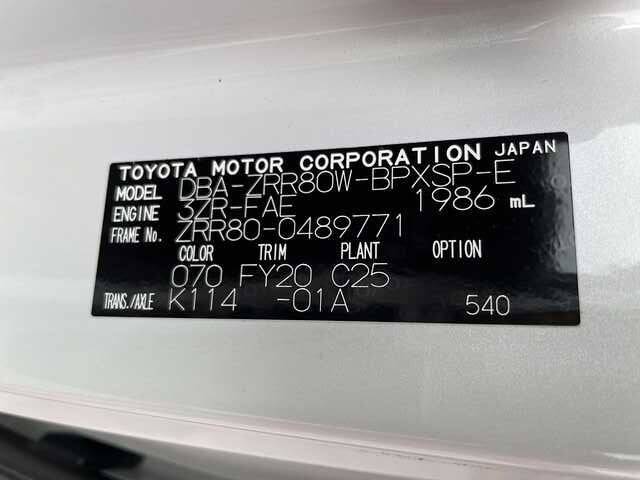 TOYOTA MOTOR CORPORATION JAPAN
MODEL DBA-ZRR80W-BPXSP-E
ENGINE 3ZR-FAE 1986 mL
FRAME No. ZRR80-0489771
COLOR TRIM PLANT OPTION
070 FY20 C25
TRANS./AXLE K114 -01A 540